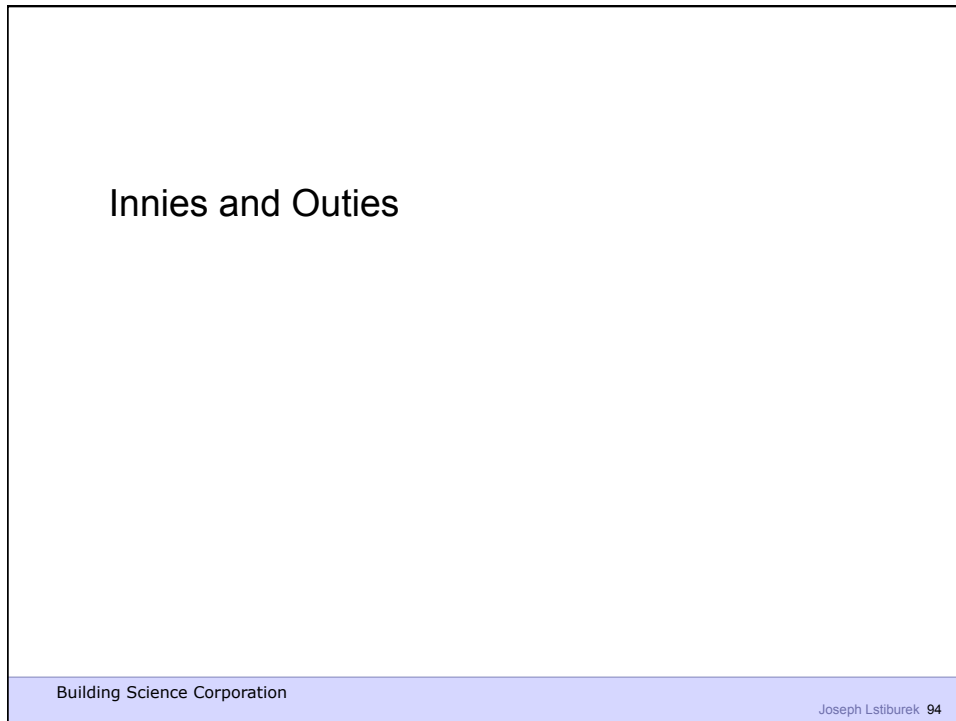 Innies and Outies
Building Science Corporation
Joseph Lstiburek 94